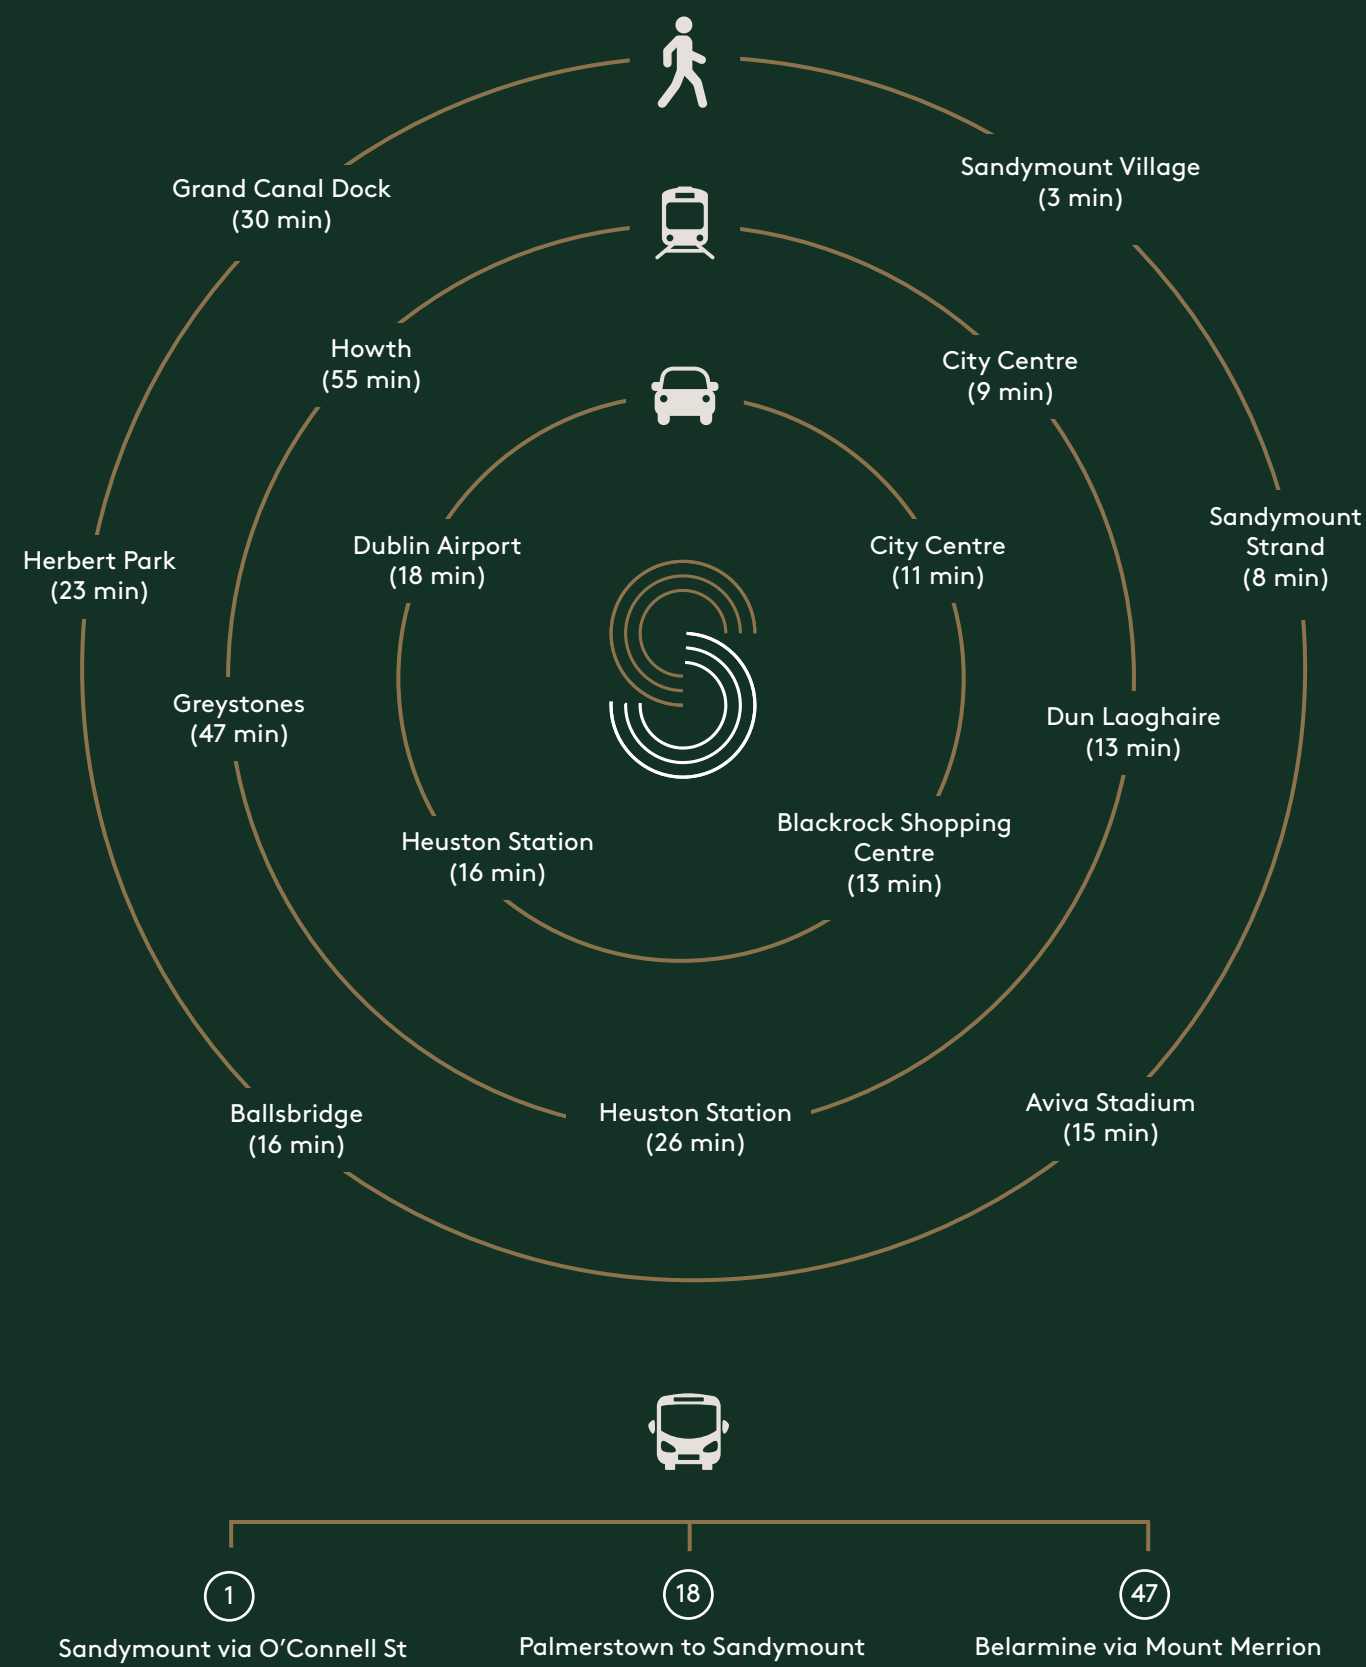 Sandymount Village
(3 min)
Grand Canal Dock
(30 min)
Howth
(55 min)
City Centre
(9 min)
Sandymount
Strand
(8 min)
Dublin Airport
(18 min)
City Centre
(11 min)
Herbert Park
(23 min)
Greystones
(47 min)
Dun Laoghaire
(13 min)
Heuston Station
(16 min)
Blackrock Shopping
Centre
(13 min)
Ballsbridge
(16 min)
Heuston Station
(26 min)
Aviva Stadium
(15 min)
1
Sandymount via O’Connell St
18
Palmerstown to Sandymount
47
Belarmine via Mount Merrion